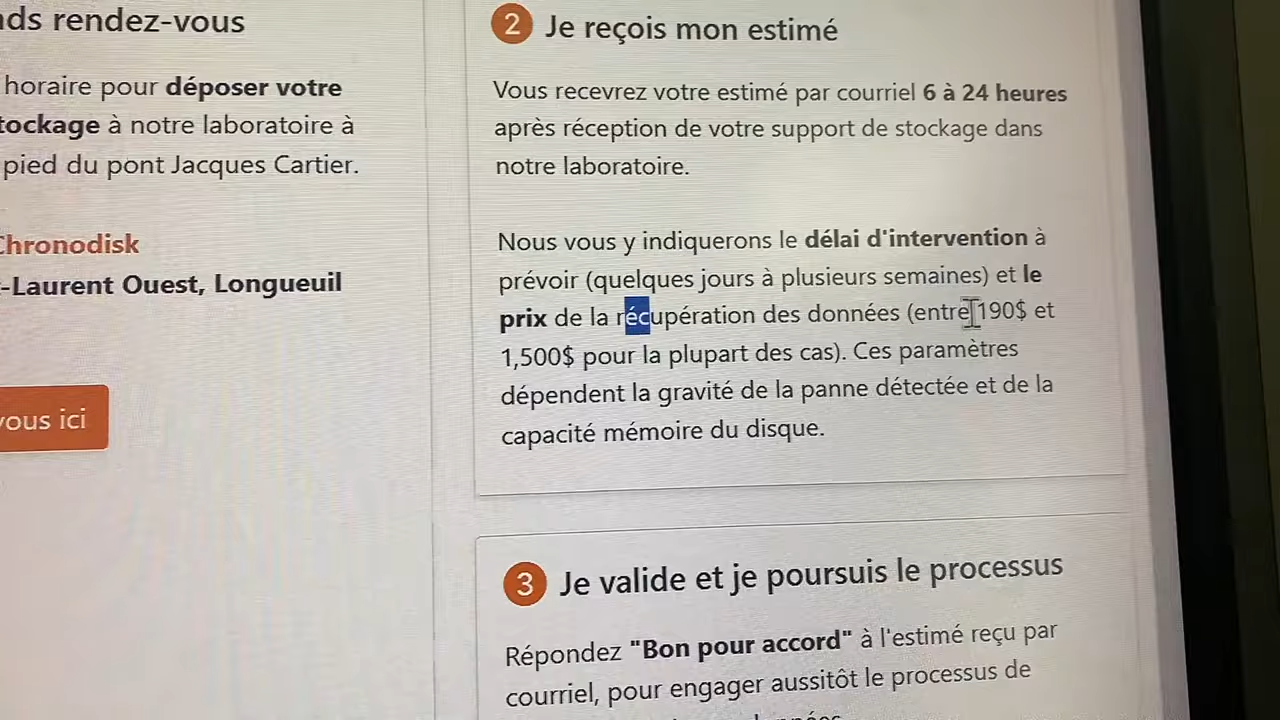 ds rendez-vous
horaire pour déposer votre
tockage à notre laboratoire à
pied du pont Jacques Cartier.
Chronodisk
-Laurent Ouest, Longueuil
vous ici
2 Je reçois mon estimé
Vous recevrez votre estimé par courriel 6 à 24 heures
après réception de votre support de stockage dans
notre laboratoire.
Nous vous y indiquerons le délai d'intervention à
prévoir (quelques jours à plusieurs semaines) et le
prix de la récupération des données (entre 190$ et
1,500$ pour la plupart des cas). Ces paramètres
dépendent la gravité de la panne détectée et de la
capacité mémoire du disque.
3 Je valide et je poursuis le processus
Répondez "Bon pour accord" à l'estimé reçu par
courriel, pour engager aussitôt le processus de